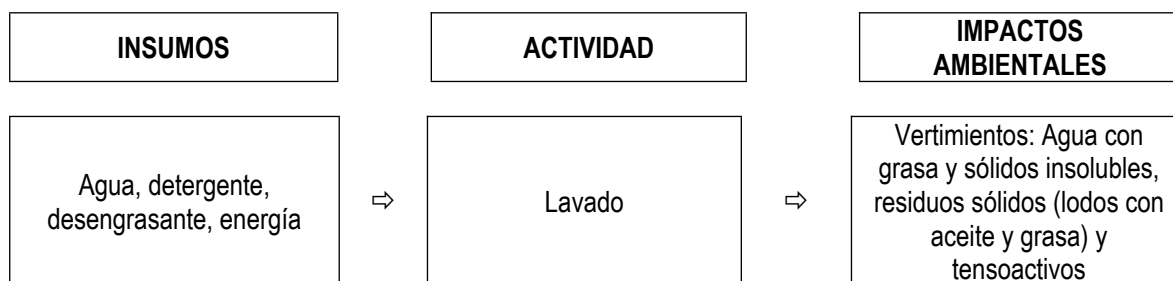 INSUMOS
ACTIVIDAD
IMPACTOS
AMBIENTALES
Agua, detergente,
desengrasante, energía
⇨
Lavado
⇨
Vertimientos: Agua con
grasa y sólidos insolubles,
residuos sólidos (lodos con
aceite y grasa) y
tensoactivos